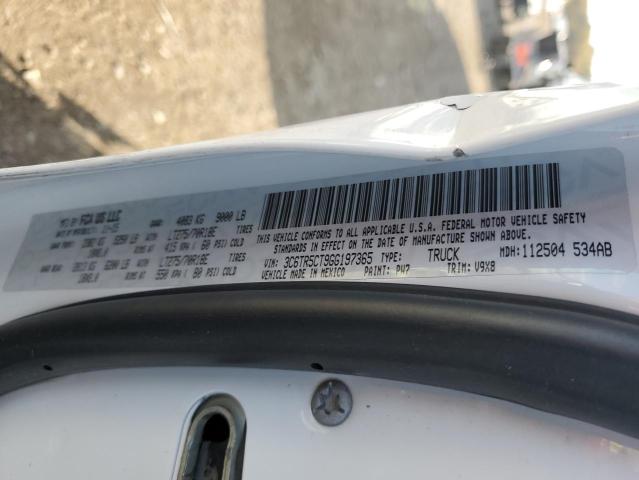 MFD BY FCA US LLC
GVWR: 4083 KG 9000 LB
TIRES
LT275/70R18E
415 KPA ( 60 PSI) COLD
TIRES
LT275/70R18E
550 KPA ( 80 PSI) COLD
THIS VEHICLE CONFORMS TO ALL APPLICABLE U.S.A. FEDERAL MOTOR VEHICLE SAFETY
STANDARDS IN EFFECT ON THE DATE OF MANUFACTURE SHOWN ABOVE.
VIN: 3C6TR5CT9GG197365 TYPE: TRUCK MDH: 112504 534AB
VEHICLE MADE IN MEXICO PAINT: PW7 TRIM: V9X8